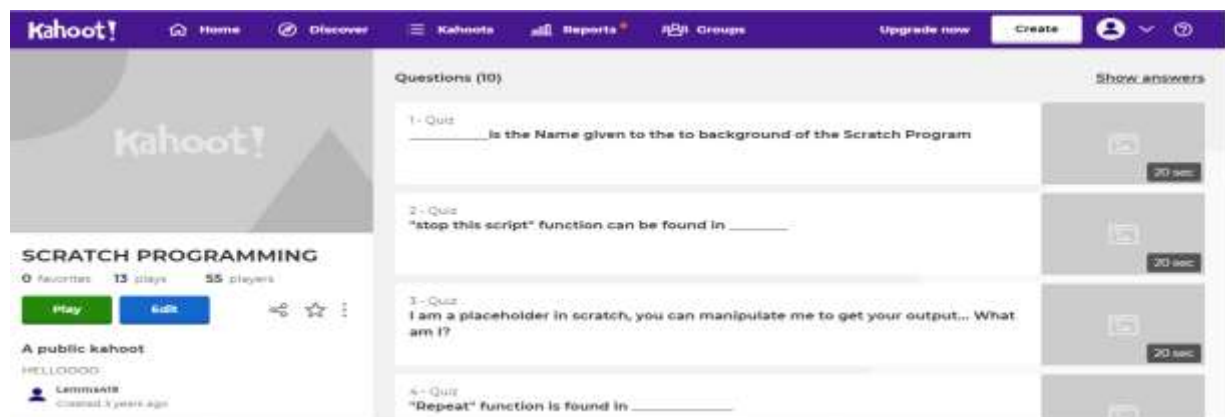 Kahoot!
Home
Discover
Kahoots
Reports
Groups
Upgrade now
Create
Kahoot!
SCRATCH PROGRAMMING
0 favorites 13 plays 55 players
Play
Edit
A public kahoot
HELLOOOO
Created 3 years ago
Questions (10)
Show answers
1 - Quiz
__________is the Name given to the to background of the Scratch Program
20 sec
2 - Quiz
"stop this script" function can be found in ________
20 sec
3 - Quiz
I am a placeholder in scratch, you can manipulate me to get your output... What
am I?
20 sec
4 - Quiz
"Repeat" function is found in ______________